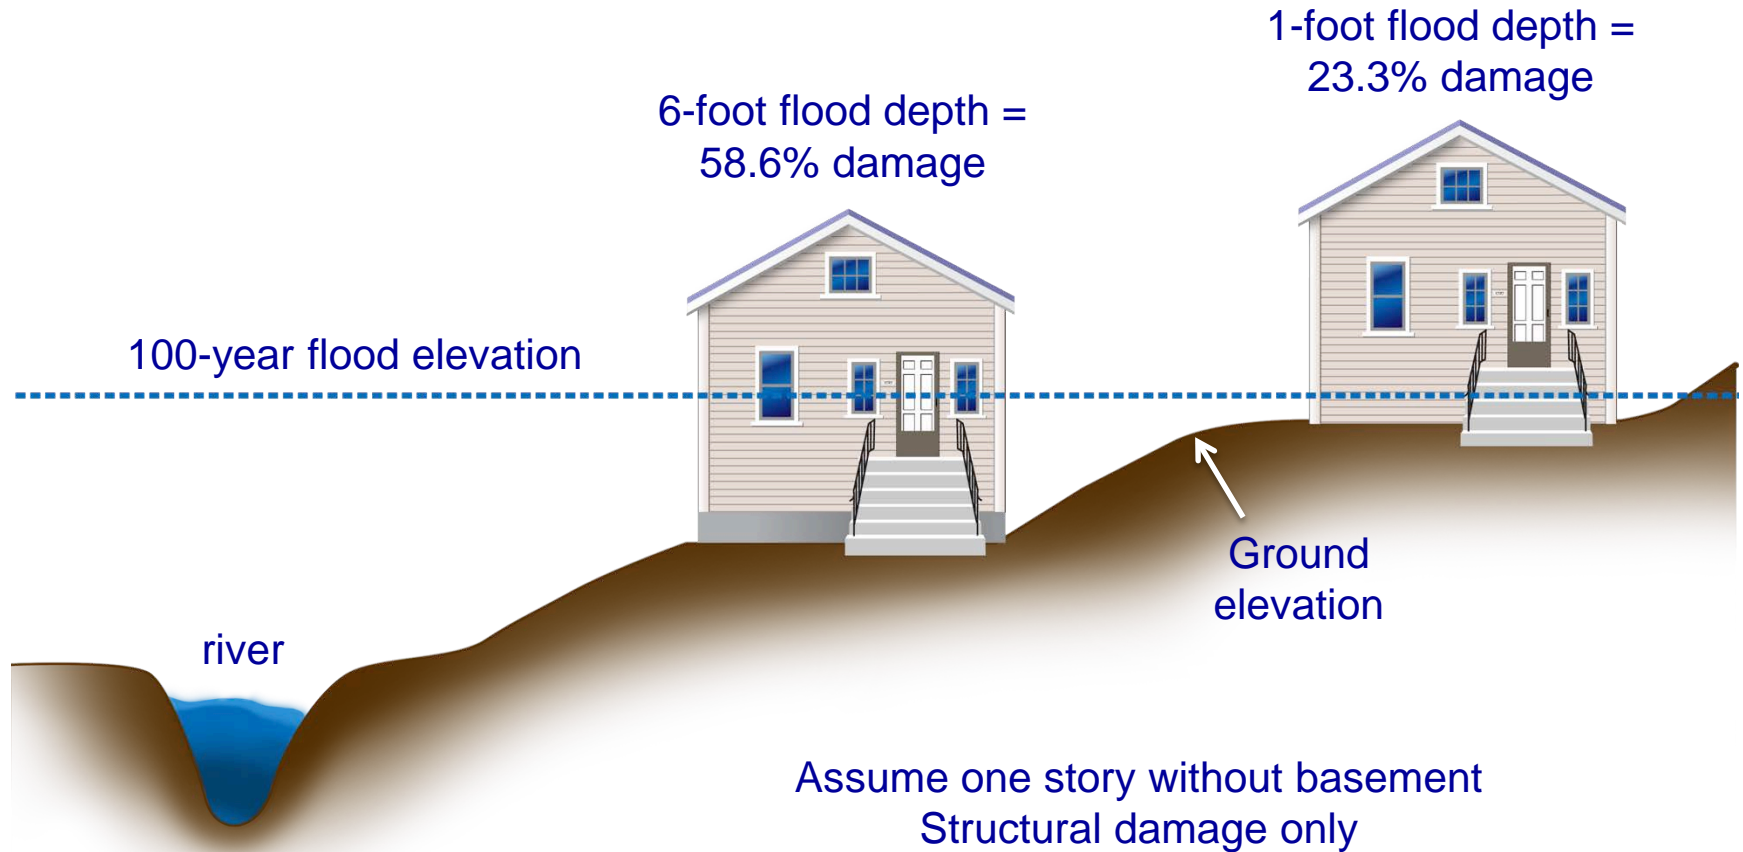 1-foot flood depth =
23.3% damage
6-foot flood depth =
58.6% damage
100-year flood elevation
Ground
elevation
river
Assume one story without basement
Structural damage only